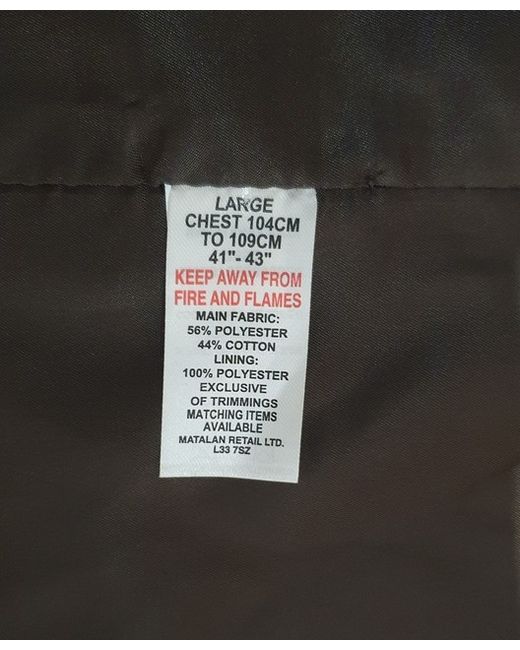 LARGE
CHEST 104CM
TO 109CM
41"- 43"
KEEP AWAY FROM
FIRE AND FLAMES
MAIN FABRIC:
56% POLYESTER
44% COTTON
LINING:
100% POLYESTER
EXCLUSIVE
OF TRIMMINGS
MATCHING ITEMS
AVAILABLE
MATALAN RETAIL LTD.
L33 7SZ